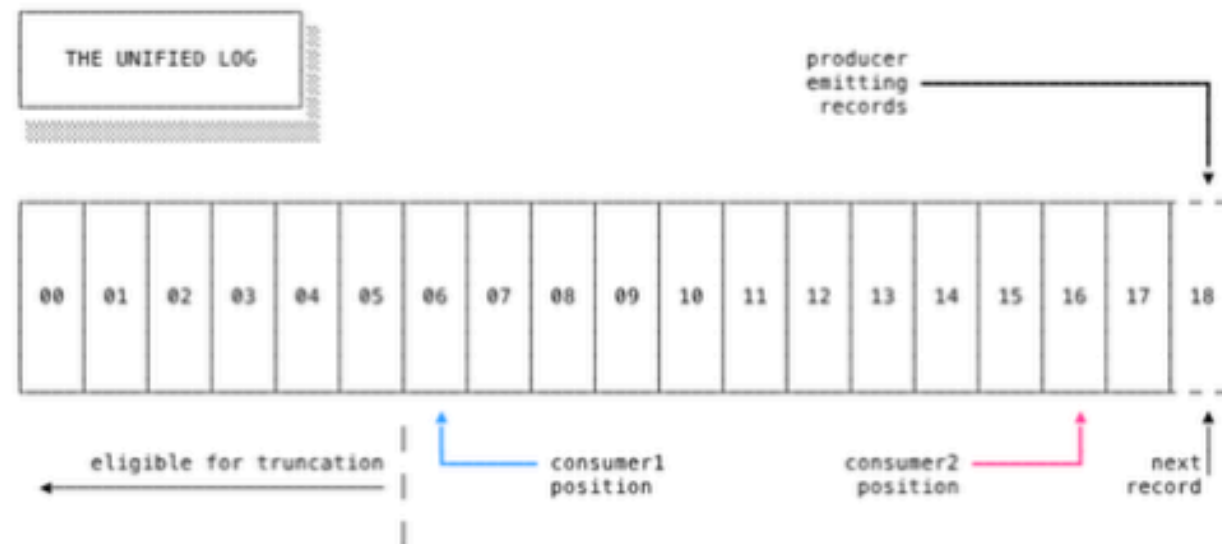 THE UNIFIED LOG
producer
emitting
records
00 01 02 03 04 05 06 07 08 09 10 11 12 13 14 15 16 17 18
eligible for truncation
consumer1
position
consumer2
position
next
record